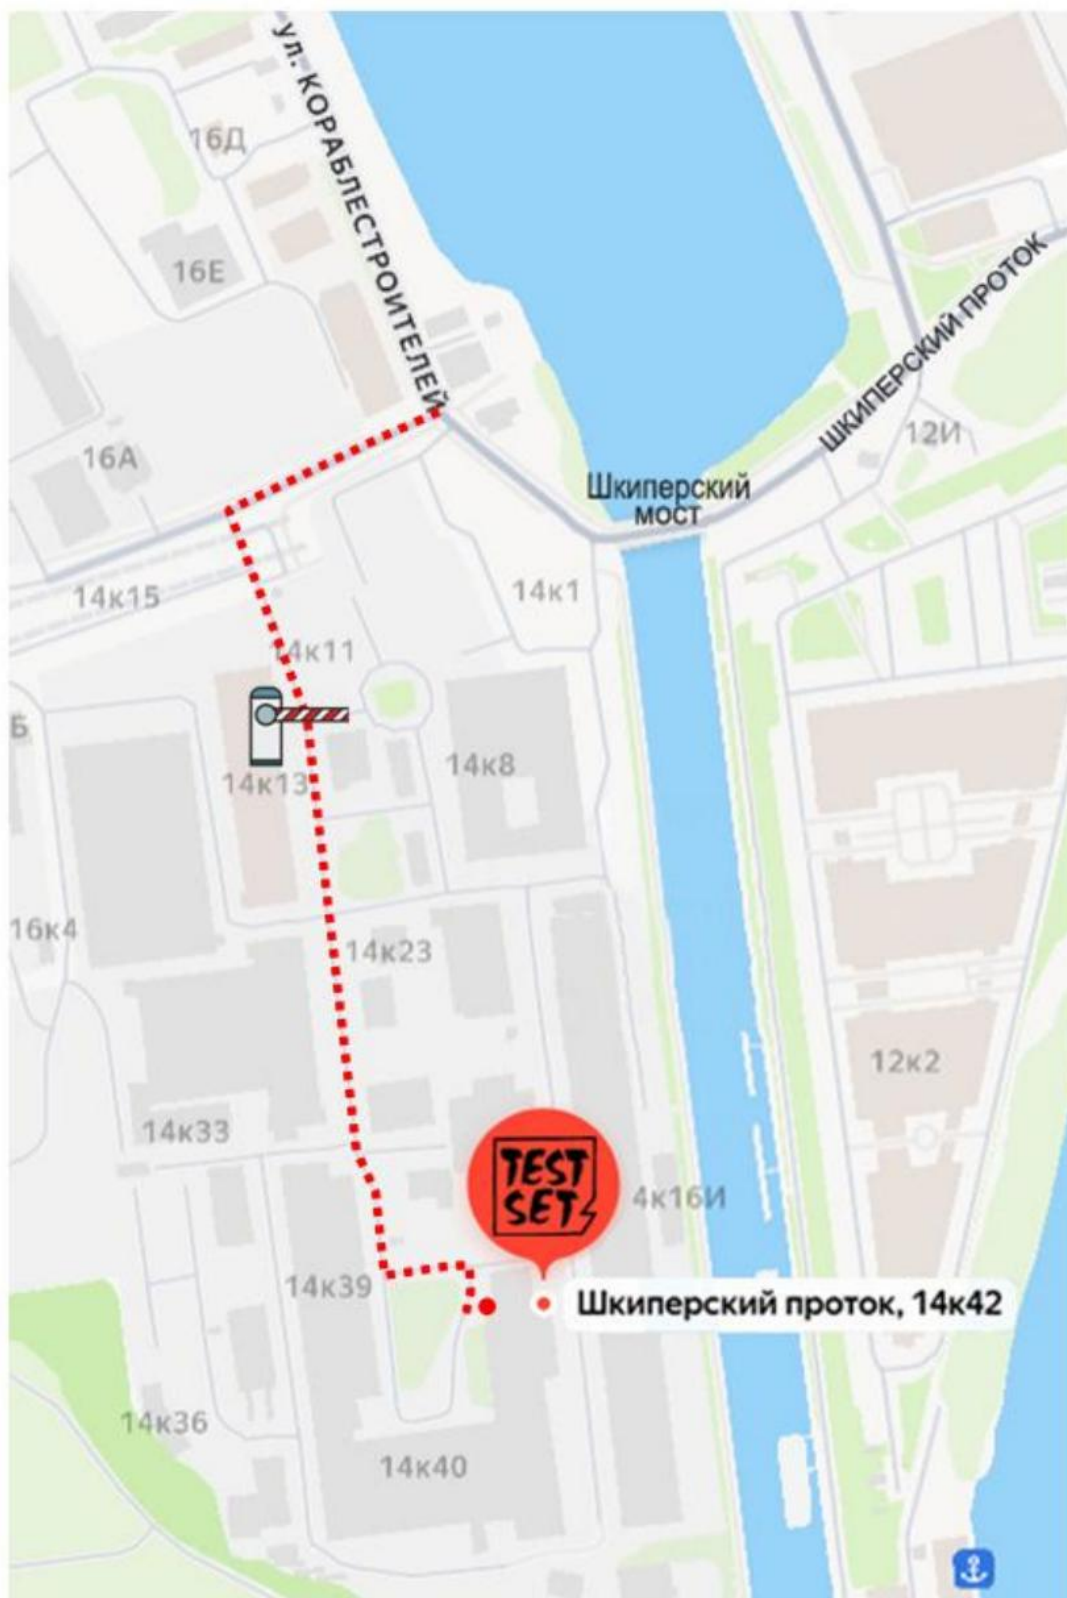 ул. КОРАБЛЕСТРОИТЕЛЕЙ
16Д
16Е
ШКИПЕРСКИЙ ПРОТОК
12И
16А
Шкиперский
мост
14к15
14к1
14к11
Б
14к8
14к13
16к4
14к23
12к2
14к33
TEST
SET
4к16И
14к39
Шкиперский проток, 14к42
14к36
14к40